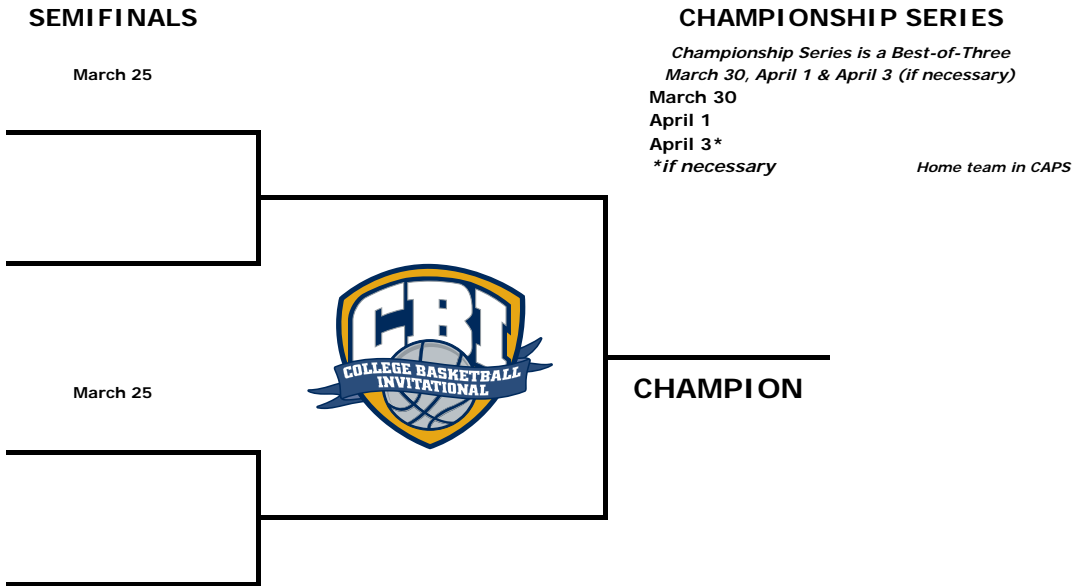 SEMIFINALS
March 25
CHAMPIONSHIP SERIES
Championship Series is a Best-of-Three
March 30, April 1 & April 3 (if necessary)
March 30
April 1
April 3*
*if necessary
Home team in CAPS
CBI
COLLEGE BASKETBALL
INVITATIONAL
March 25
CHAMPION